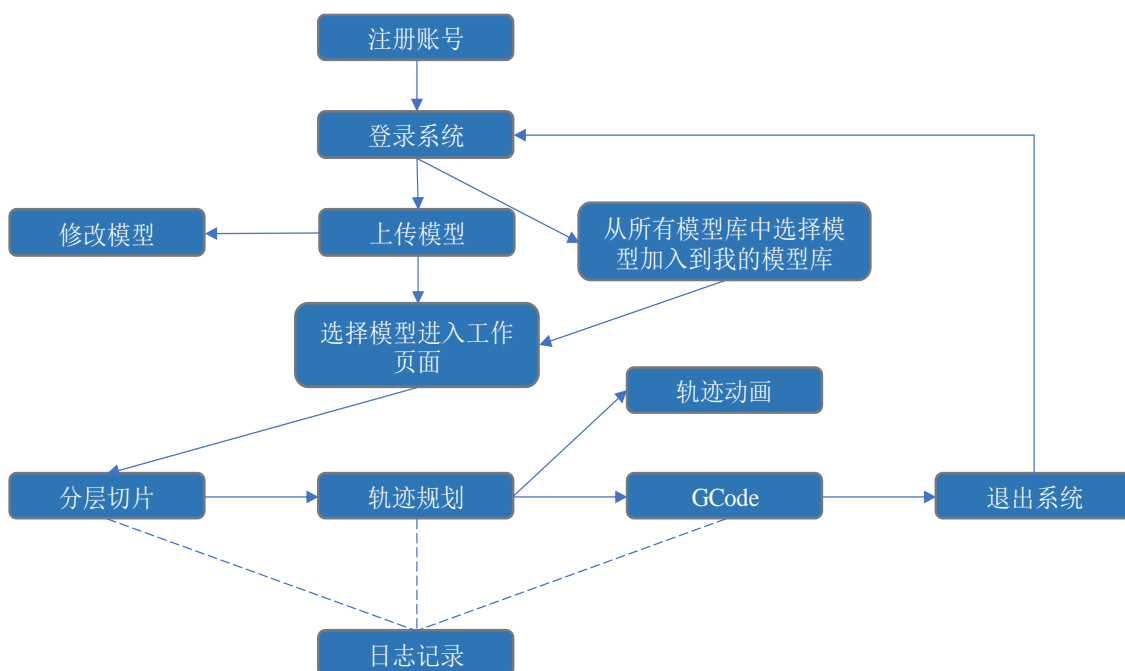 注册账号
登录系统
修改模型
上传模型
从所有模型库中选择模
型加入到我的模型库
选择模型进入工作
页面
轨迹动画
分层切片
轨迹规划
GCode
退出系统
日志记录